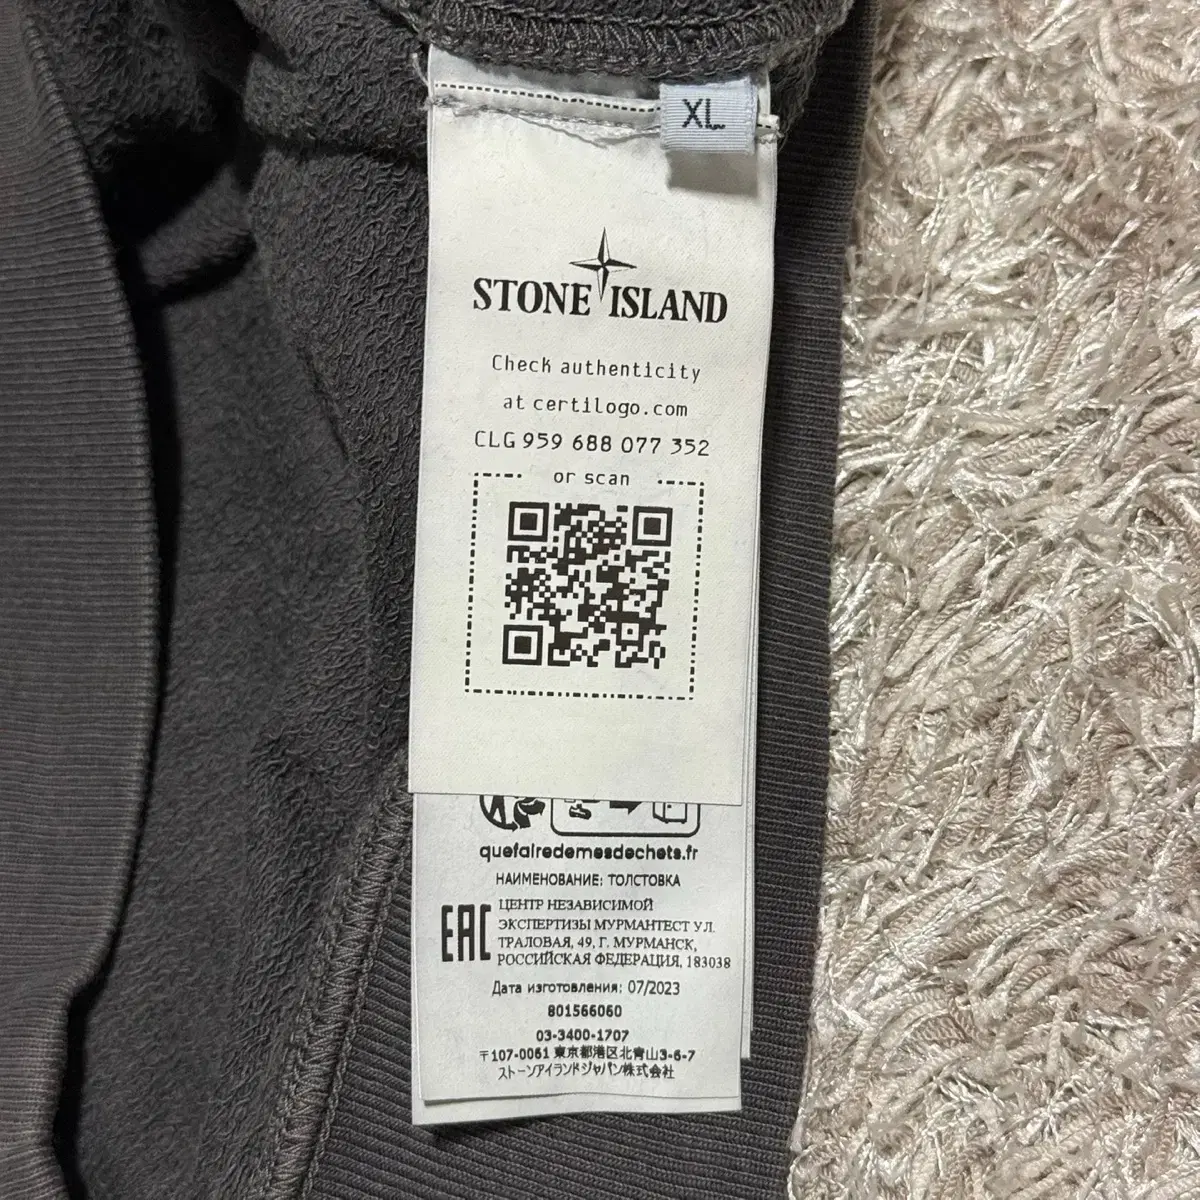 XL
STONE ISLAND
Check authenticity
at certilogo.com
CLG 959 688 077 352
or scan
quefairedemesdechets.fr
НАИМЕНОВАНИЕ: ТОЛСТОВКА
EAC
ЦЕНТР НЕЗАВИСИМОЙ
ЭКСПЕРТИЗЫ МУРМАНТЕСТ УЛ.
ТРАЛОВАЯ, 49, Г. МУРМАНСК,
РОССИЙСКАЯ ФЕДЕРАЦИЯ, 183038
Дата изготовления: 07/2023
801566060
03-3400-1707
〒107-0061 東京都港区北青山3-6-7
ストーンアイランドジャパン株式会社